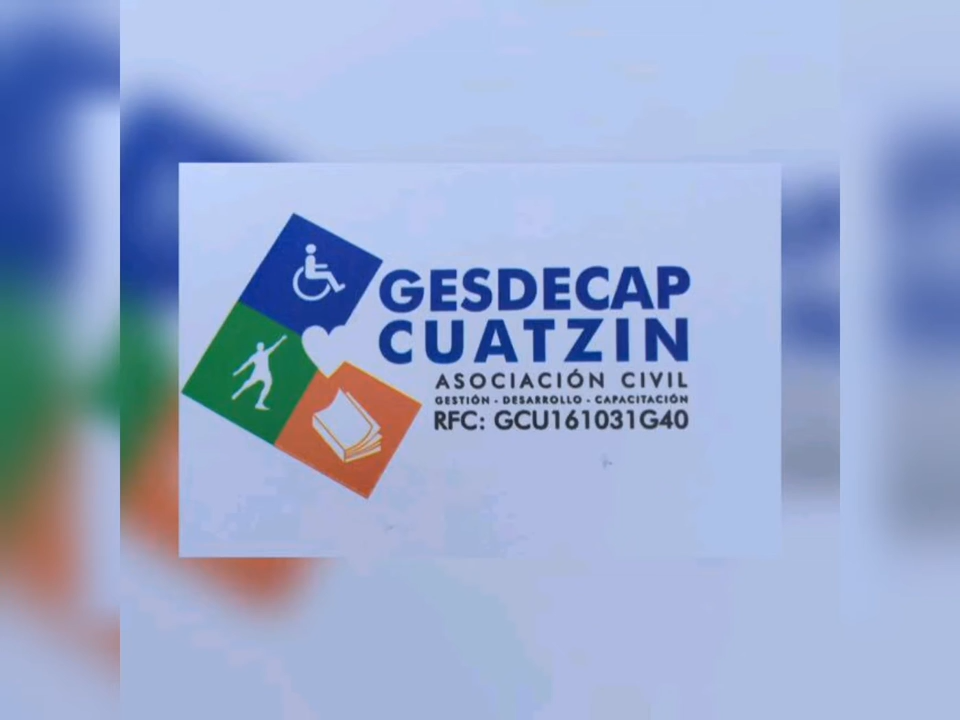 GESDECAP
CUATZIN
ASOCIACIÓN CIVIL
GESTIÓN - DESARROLLO - CAPACITACIÓN
RFC: GCU161031G40